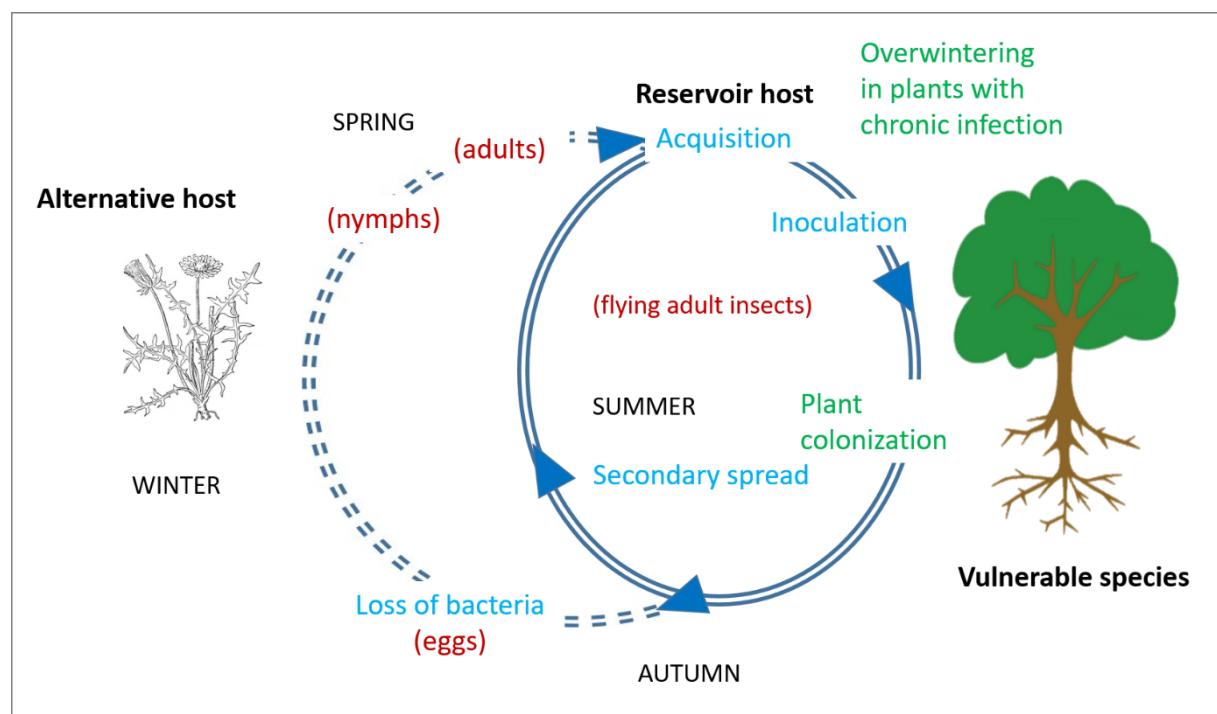 Overwintering
in plants with
chronic infection
Reservoir host
SPRING
Acquisition
(adults)
Alternative host
(nymphs)
Inoculation
(flying adult insects)
SUMMER
Plant
colonization
WINTER
Secondary spread
Vulnerable species
Loss of bacteria
(eggs)
AUTUMN